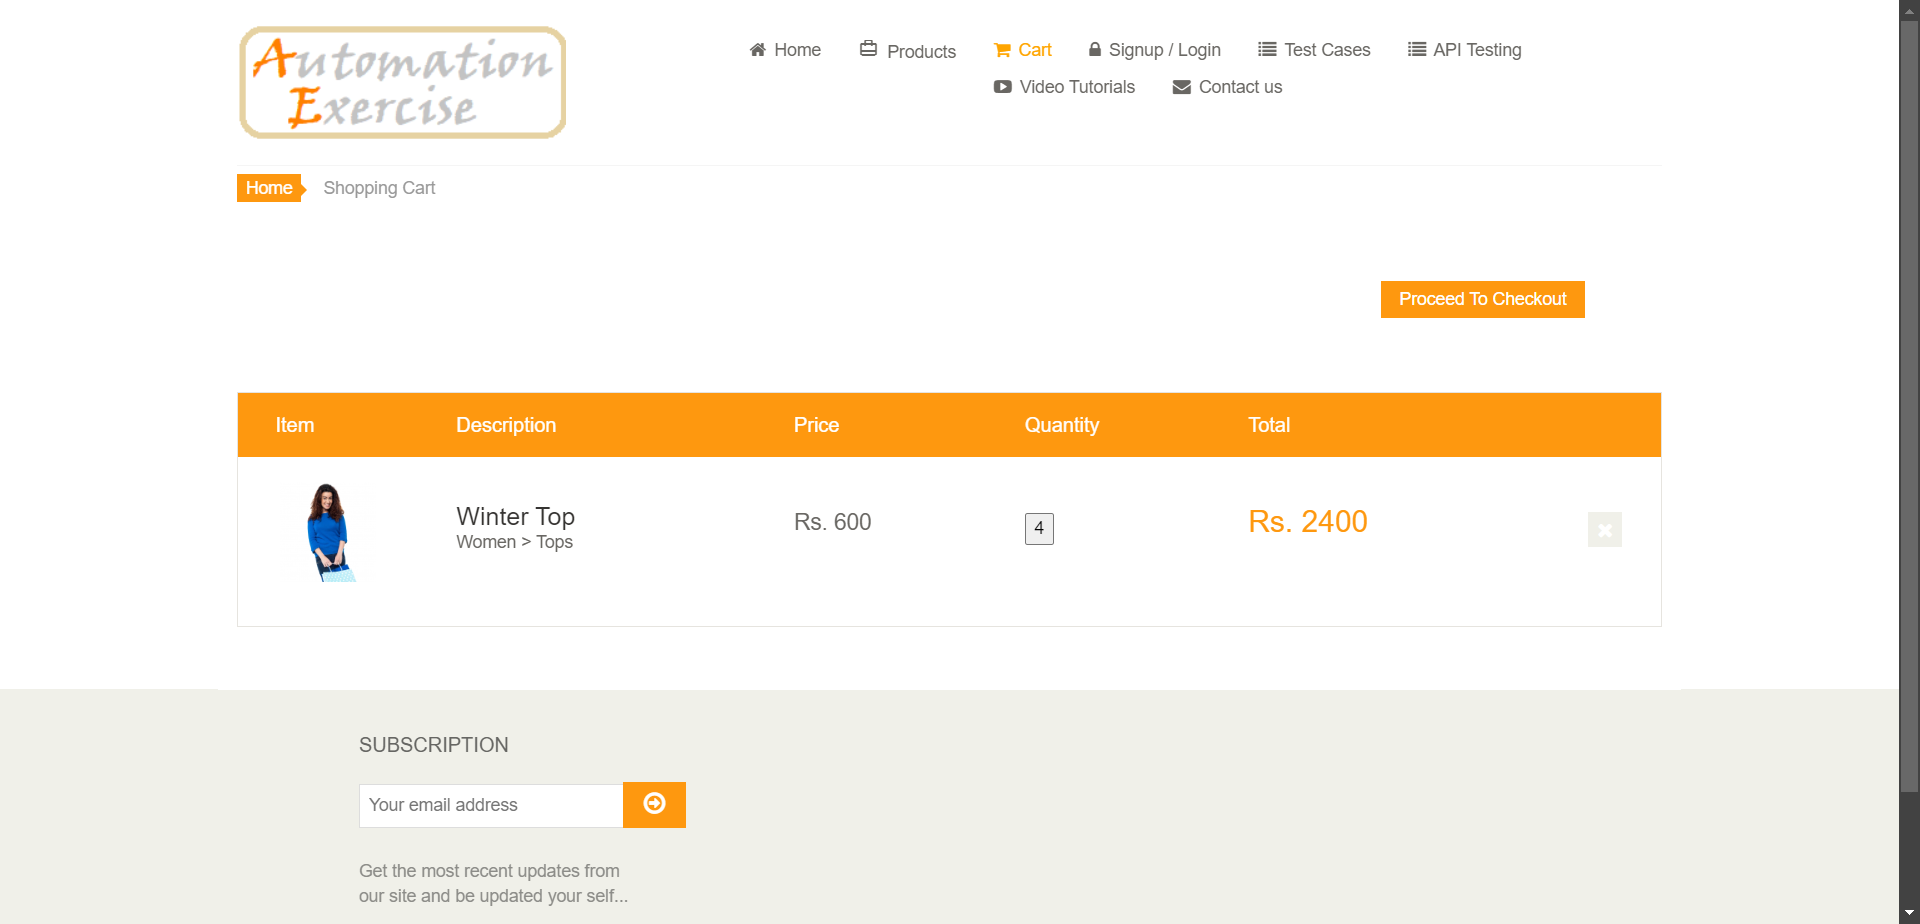 Automation
Exercise
Home Products Cart Signup / Login Test Cases API Testing
Video Tutorials Contact us
Home Shopping Cart
Proceed To Checkout
Item Description Price Quantity Total
Winter Top Rs. 600 4 Rs. 2400
Women > Tops
SUBSCRIPTION
Your email address
Get the most recent updates from
our site and be updated your self...